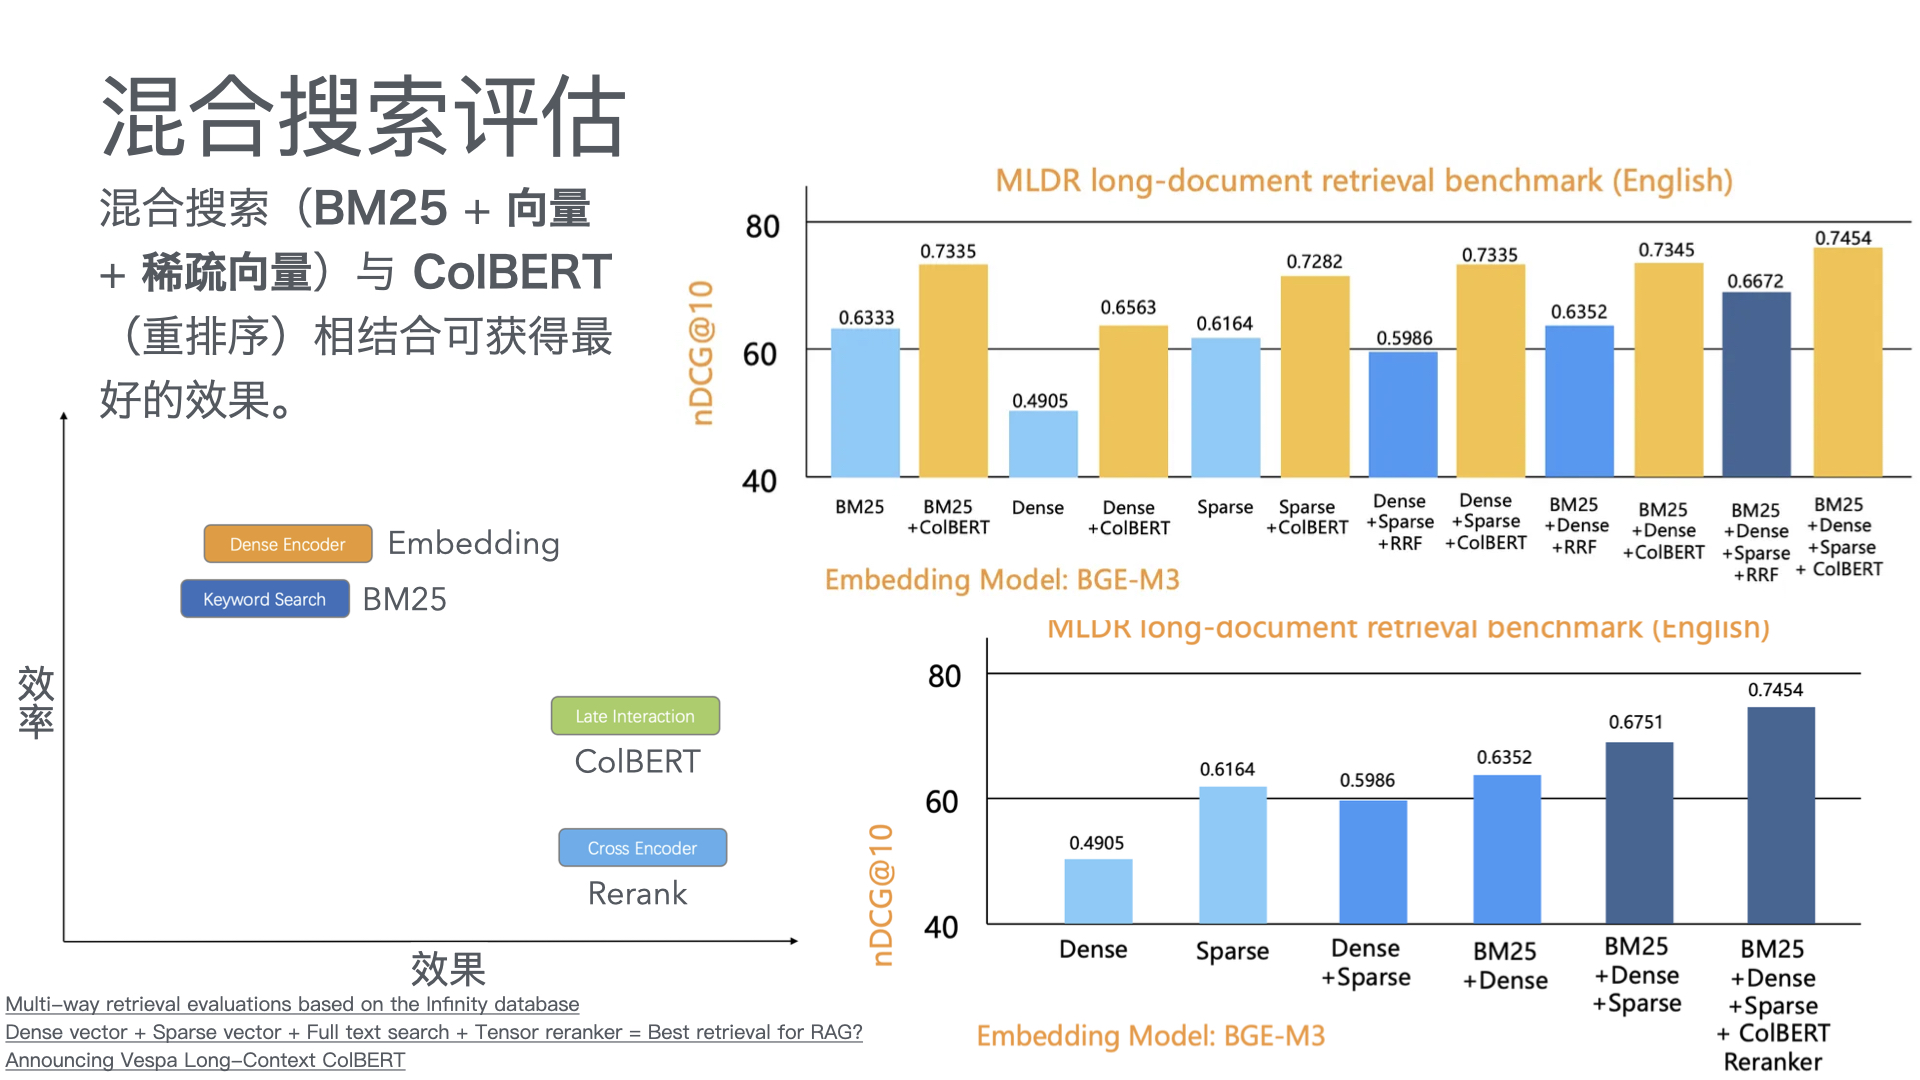 混合搜索评估
混合搜索（BM25 + 向量
+ 稀疏向量）与 ColBERT
（重排序）相结合可获得最
好的效果。
Dense Encoder
Embedding
Keyword Search
BM25
Late Interaction
ColBERT
Cross Encoder
Rerank
效率
效果
Multi-way retrieval evaluations based on the Infinity database
Dense vector + Sparse vector + Full text search + Tensor reranker = Best retrieval for RAG?
Announcing Vespa Long-Context ColBERT
MLDR long-document retrieval benchmark (English)
nDCG@10
80
60
40
0.6333
0.7335
0.4905
0.6563
0.6164
0.7282
0.5986
0.7335
0.6352
0.7345
0.6672
0.7454
BM25
BM25
+ColBERT
Dense
Dense
+ColBERT
Sparse
Sparse
+ColBERT
Dense
+Sparse
+RRF
Dense
+Sparse
+ColBERT
BM25
+Dense
+RRF
BM25
+Dense
+ColBERT
BM25
+Dense
+Sparse
+RRF
BM25
+Dense
+Sparse
+ ColBERT
Embedding Model: BGE-M3
MLDR long-document retrieval benchmark (English)
nDCG@10
80
60
40
0.4905
0.6164
0.5986
0.6352
0.6751
0.7454
Dense
Sparse
Dense
+Sparse
BM25
+Dense
BM25
+Dense
+Sparse
BM25
+Dense
+Sparse
+ ColBERT
Reranker
Embedding Model: BGE-M3